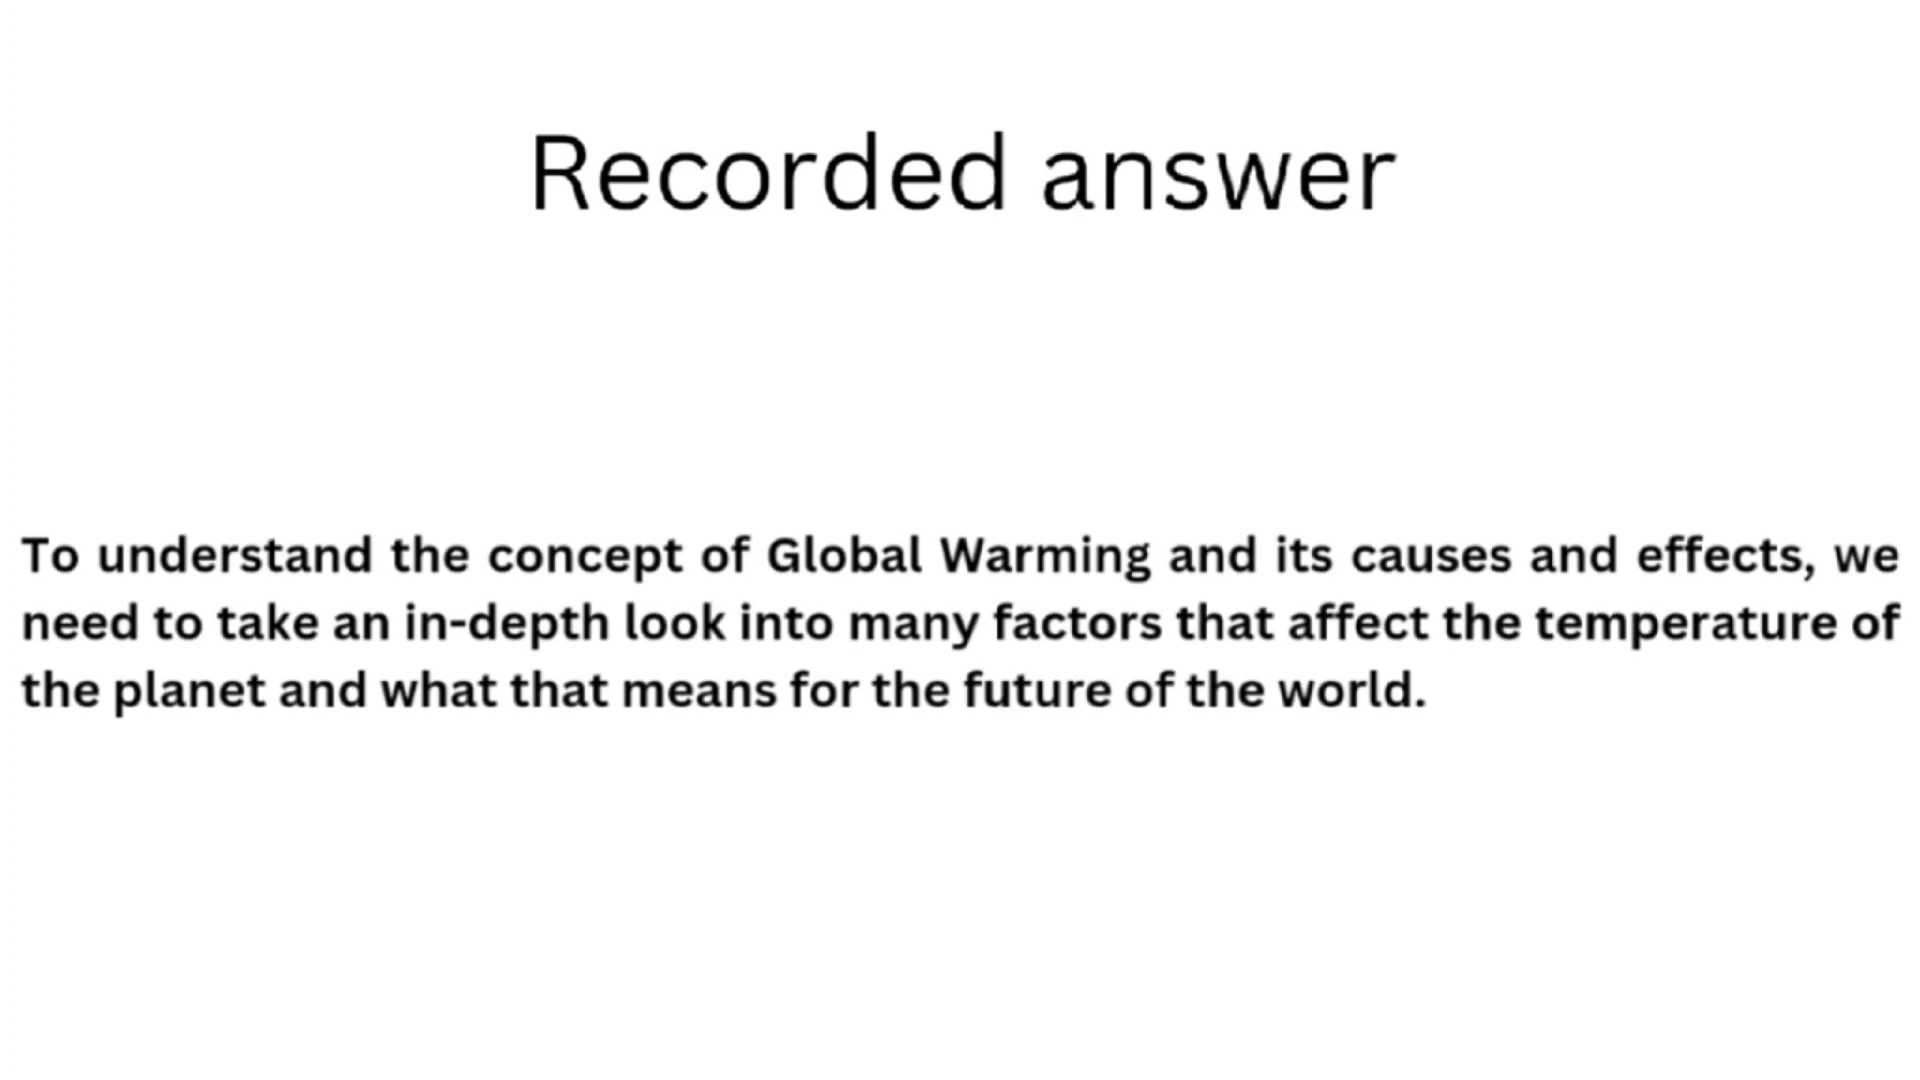 Recorded answer
To understand the concept of Global Warming and its causes and effects, we
need to take an in-depth look into many factors that affect the temperature of
the planet and what that means for the future of the world.